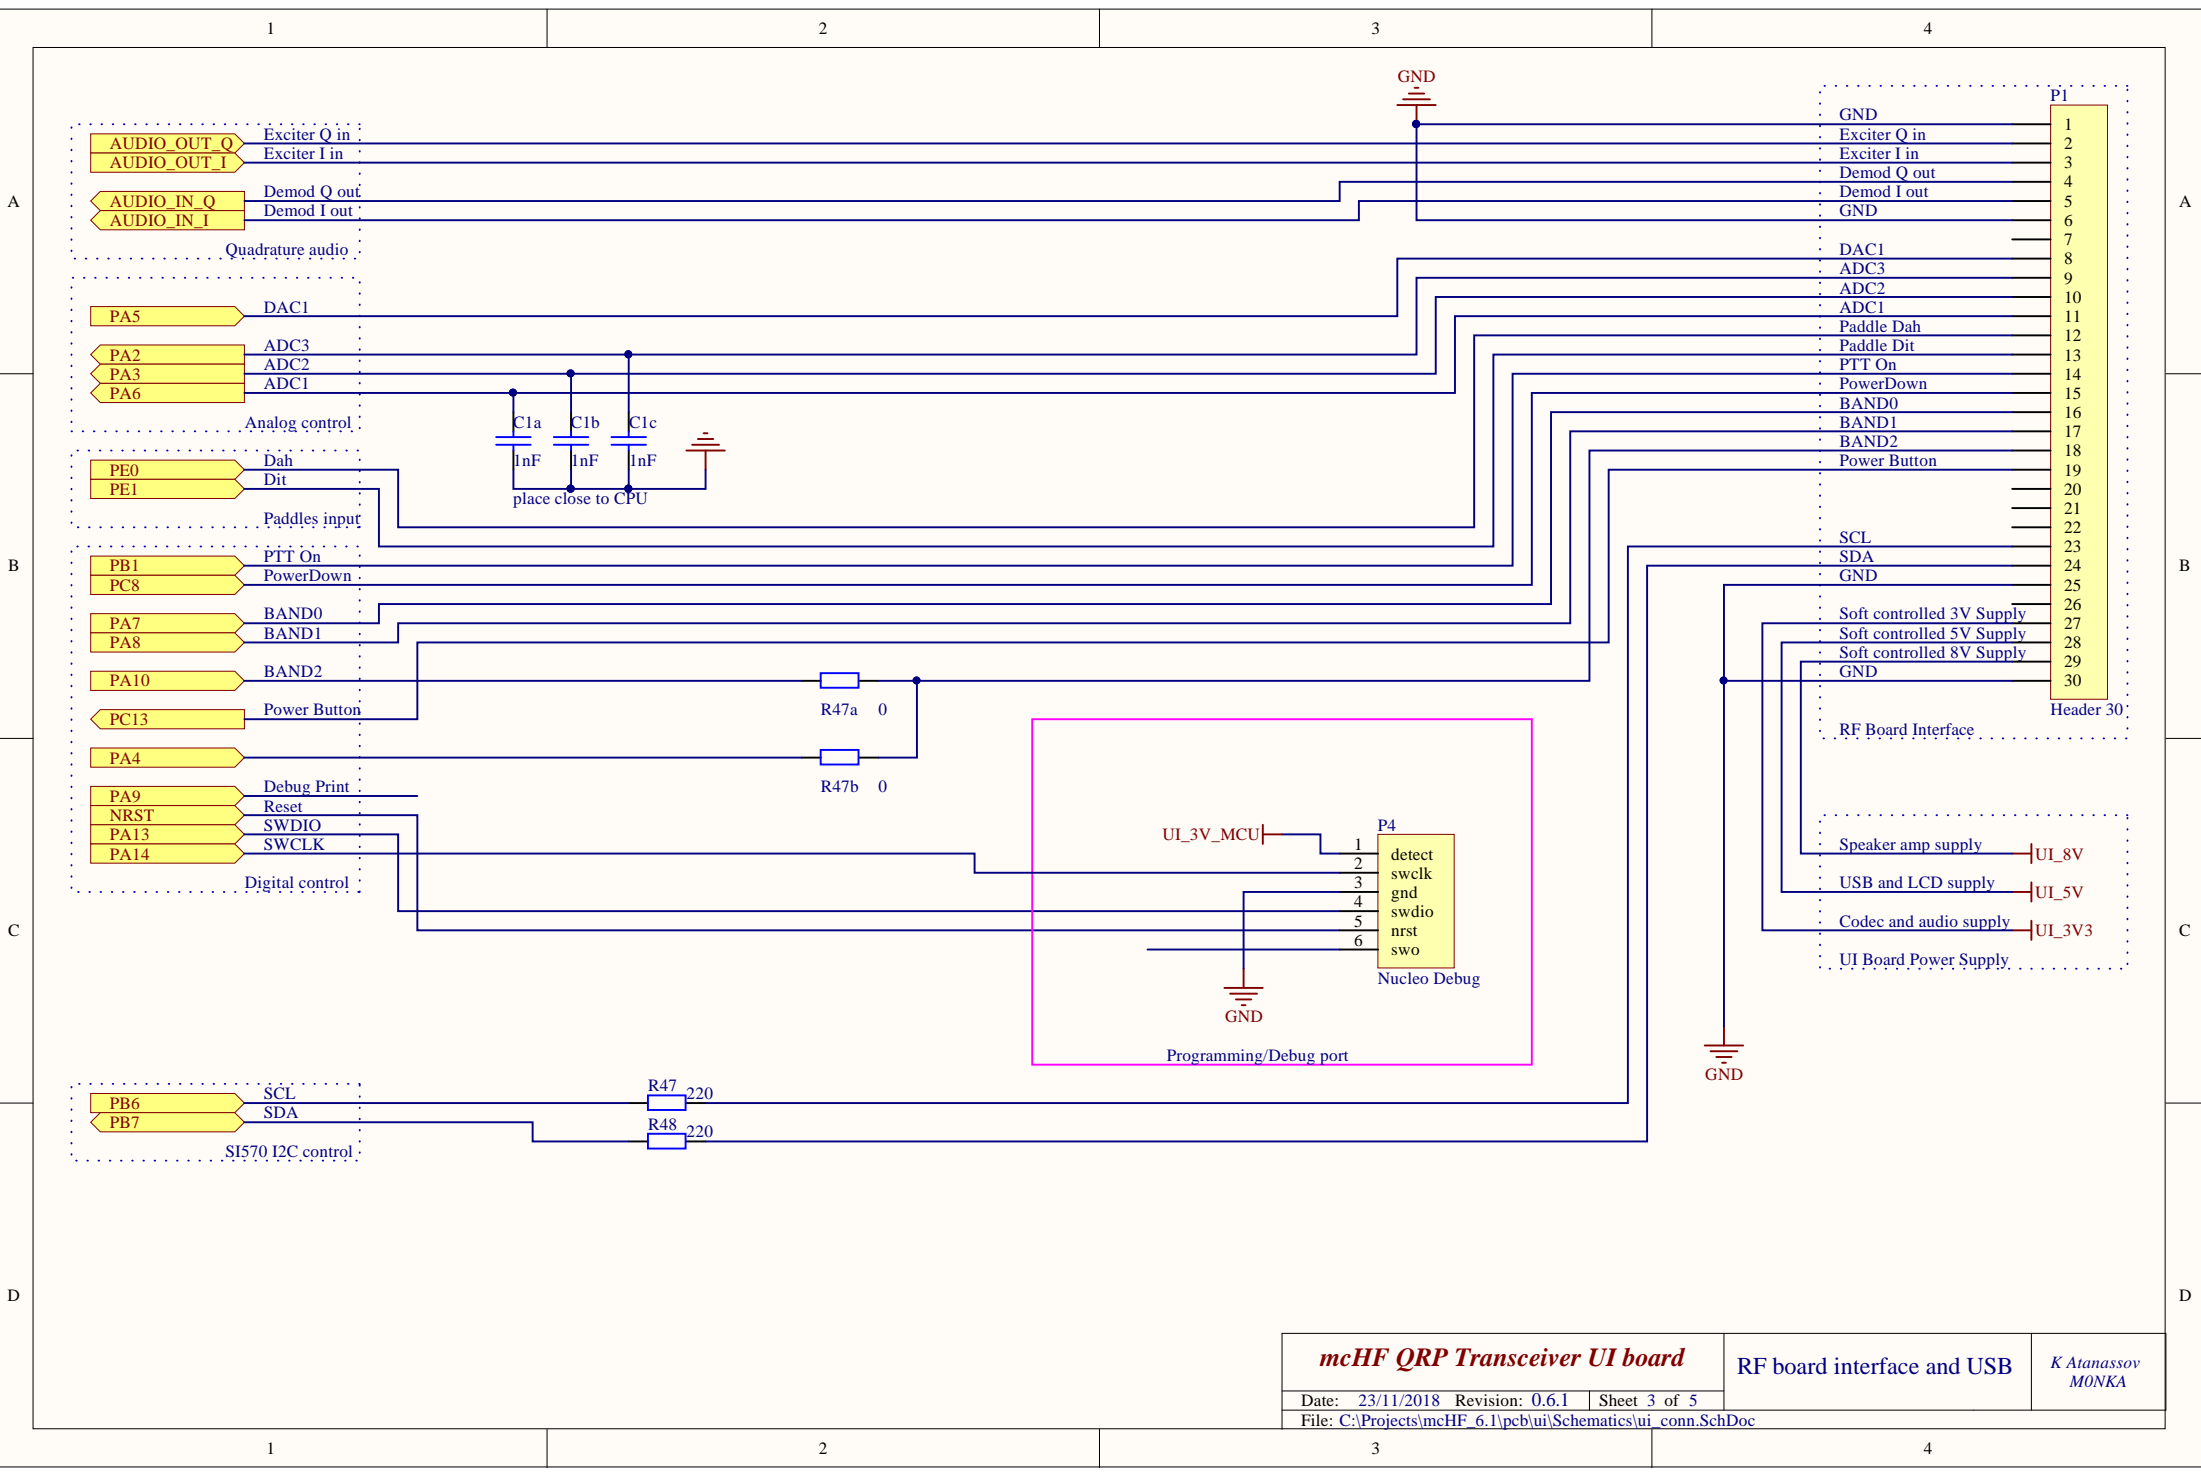 1 2 3 4
A A
B B
C C
D D
AUDIO_OUT_Q Exciter Q in
AUDIO_OUT_I Exciter I in
AUDIO_IN_Q Demod Q out
AUDIO_IN_I Demod I out
Quadrature audio
PA5 DAC1
PA2 ADC3
PA3 ADC2
PA6 ADC1
Analog control
PE0 Dah
PE1 Dit
Paddles input
PB1 PTT On
PC8 PowerDown
PA7 BAND0
PA8 BAND1
PA10 BAND2
PC13 Power Button
PA4
PA9 Debug Print
NRST Reset
PA13 SWDIO
PA14 SWCLK
Digital control
PB6 SCL
PB7 SDA
SI570 I2C control
C1a C1b C1c
1nF 1nF 1nF
place close to CPU
R47a 0
R47b 0
R47 220
R48 220
GND
UI_3V_MCU
P4
1 detect
2 swclk
3 gnd
4 swdio
5 nrst
6 swo
Nucleo Debug
GND
Programming/Debug port
P1
GND 1
Exciter Q in 2
Exciter I in 3
Demod Q out 4
Demod I out 5
GND 6
7
DAC1 8
ADC3 9
ADC2 10
ADC1 11
Paddle Dah 12
Paddle Dit 13
PTT On 14
PowerDown 15
BAND0 16
BAND1 17
BAND2 18
Power Button 19
20
21
22
SCL 23
SDA 24
GND 25
26
Soft controlled 3V Supply 27
Soft controlled 5V Supply 28
Soft controlled 8V Supply 29
GND 30
Header 30
RF Board Interface
Speaker amp supply UI_8V
USB and LCD supply UI_5V
Codec and audio supply UI_3V3
UI Board Power Supply
GND
mcHF QRP Transceiver UI board
RF board interface and USB
K Atanassov
M0NKA
Date: 23/11/2018 Revision: 0.6.1 Sheet 3 of 5
File: C:\Projects\mcHF_6.1\pcb\ui\Schematics\ui_conn.SchDoc
1 2 3 4